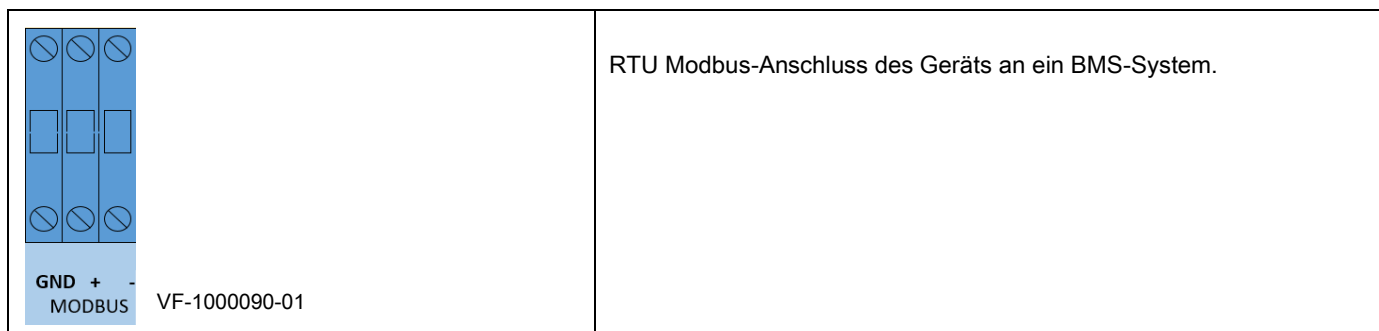 RTU Modbus-Anschluss des Geräts an ein BMS-System.
GND + -
MODBUS
VF-1000090-01